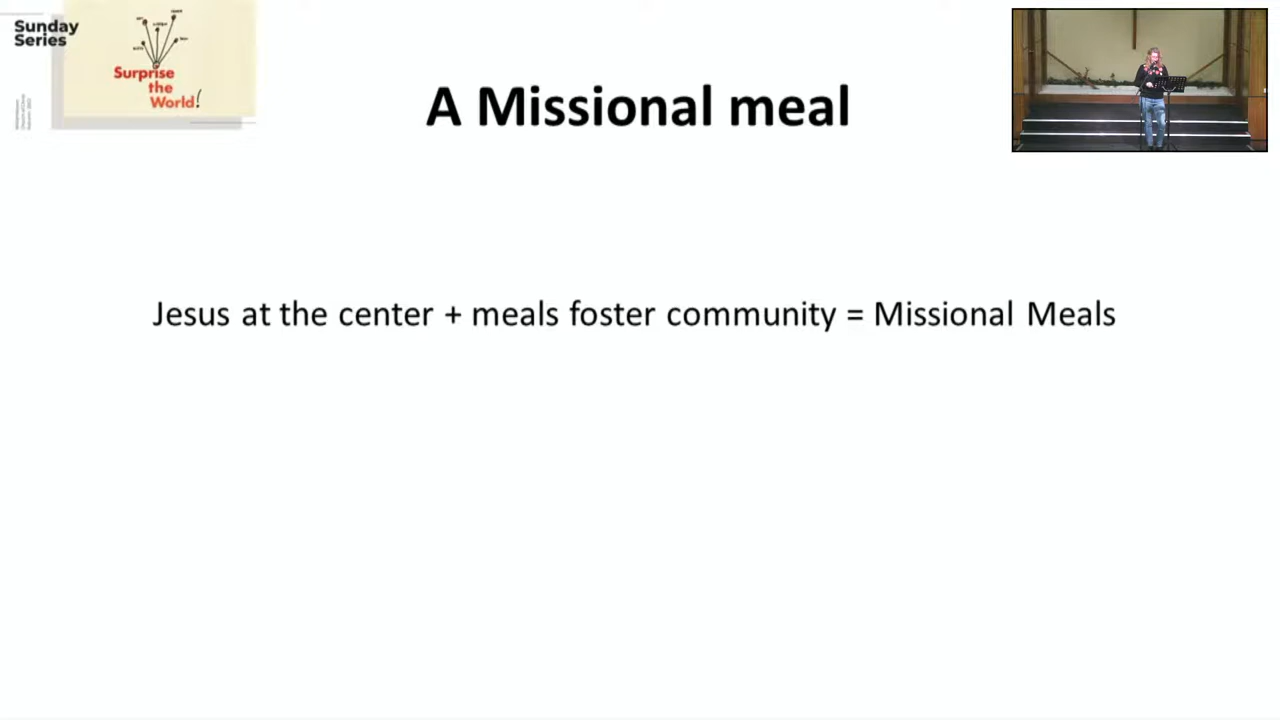 Sunday
Series
Surprise
the
World!
A Missional meal
Jesus at the center + meals foster community = Missional Meals